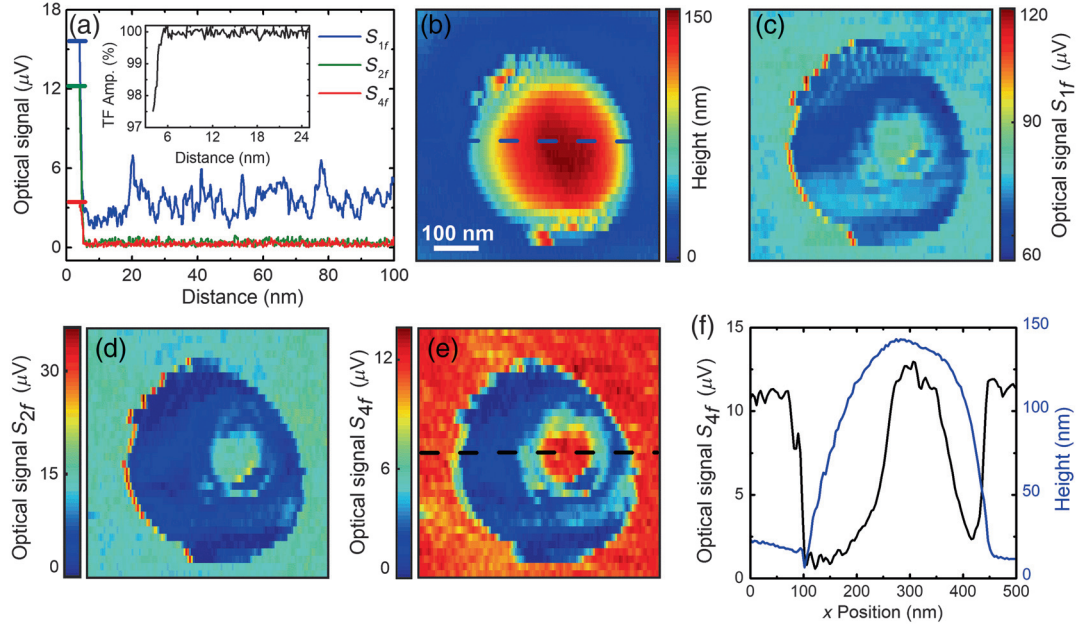 (a)
Optical signal (μV)
15
12
9
6
3
0
0 20 40 60 80 100
Distance (nm)
TF Amp. (%)
100
99
98
97
6 12 18 24
Distance (nm)
S1f
S2f
S4f
(b)
100 nm
150
Height (nm)
0
(c)
120
Optical signal S1f (μV)
90
60
(d)
Optical signal S2f (μV)
30
15
0
(e)
Optical signal S4f (μV)
12
6
0
(f)
Optical signal S4f (μV)
15
10
5
0
0 100 200 300 400 500
x Position (nm)
150
100
50
0
Height (nm)